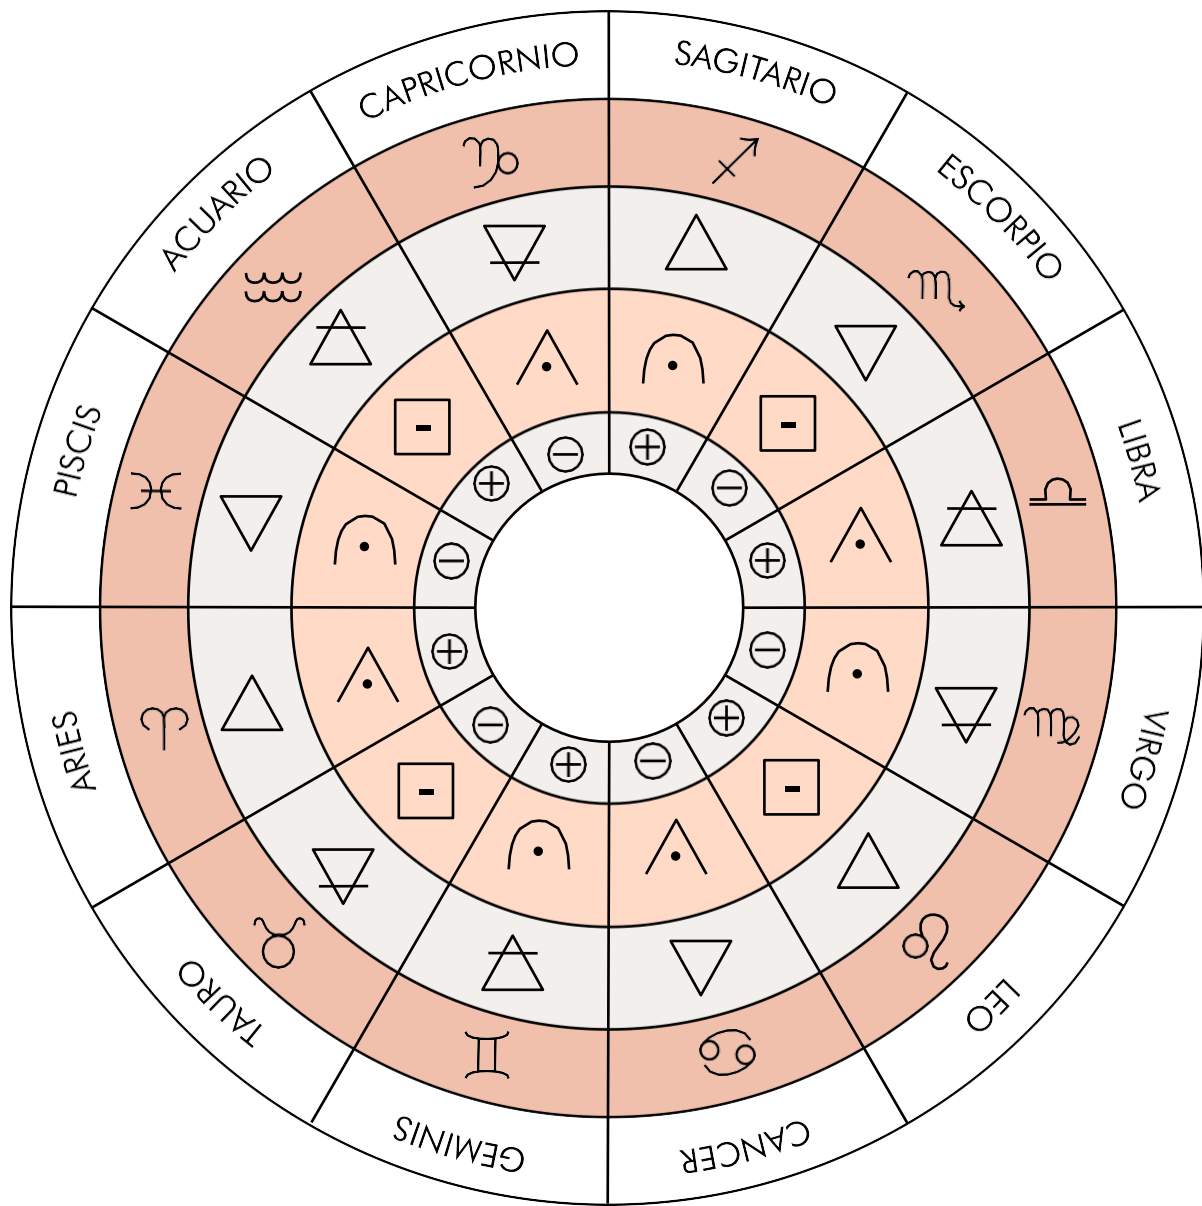 CAPRICORNIO
SAGITARIO
ESCORPIO
LIBRA
VIRGO
LEO
CANCER
GEMINIS
TAURO
ARIES
PISCIS
ACUARIO